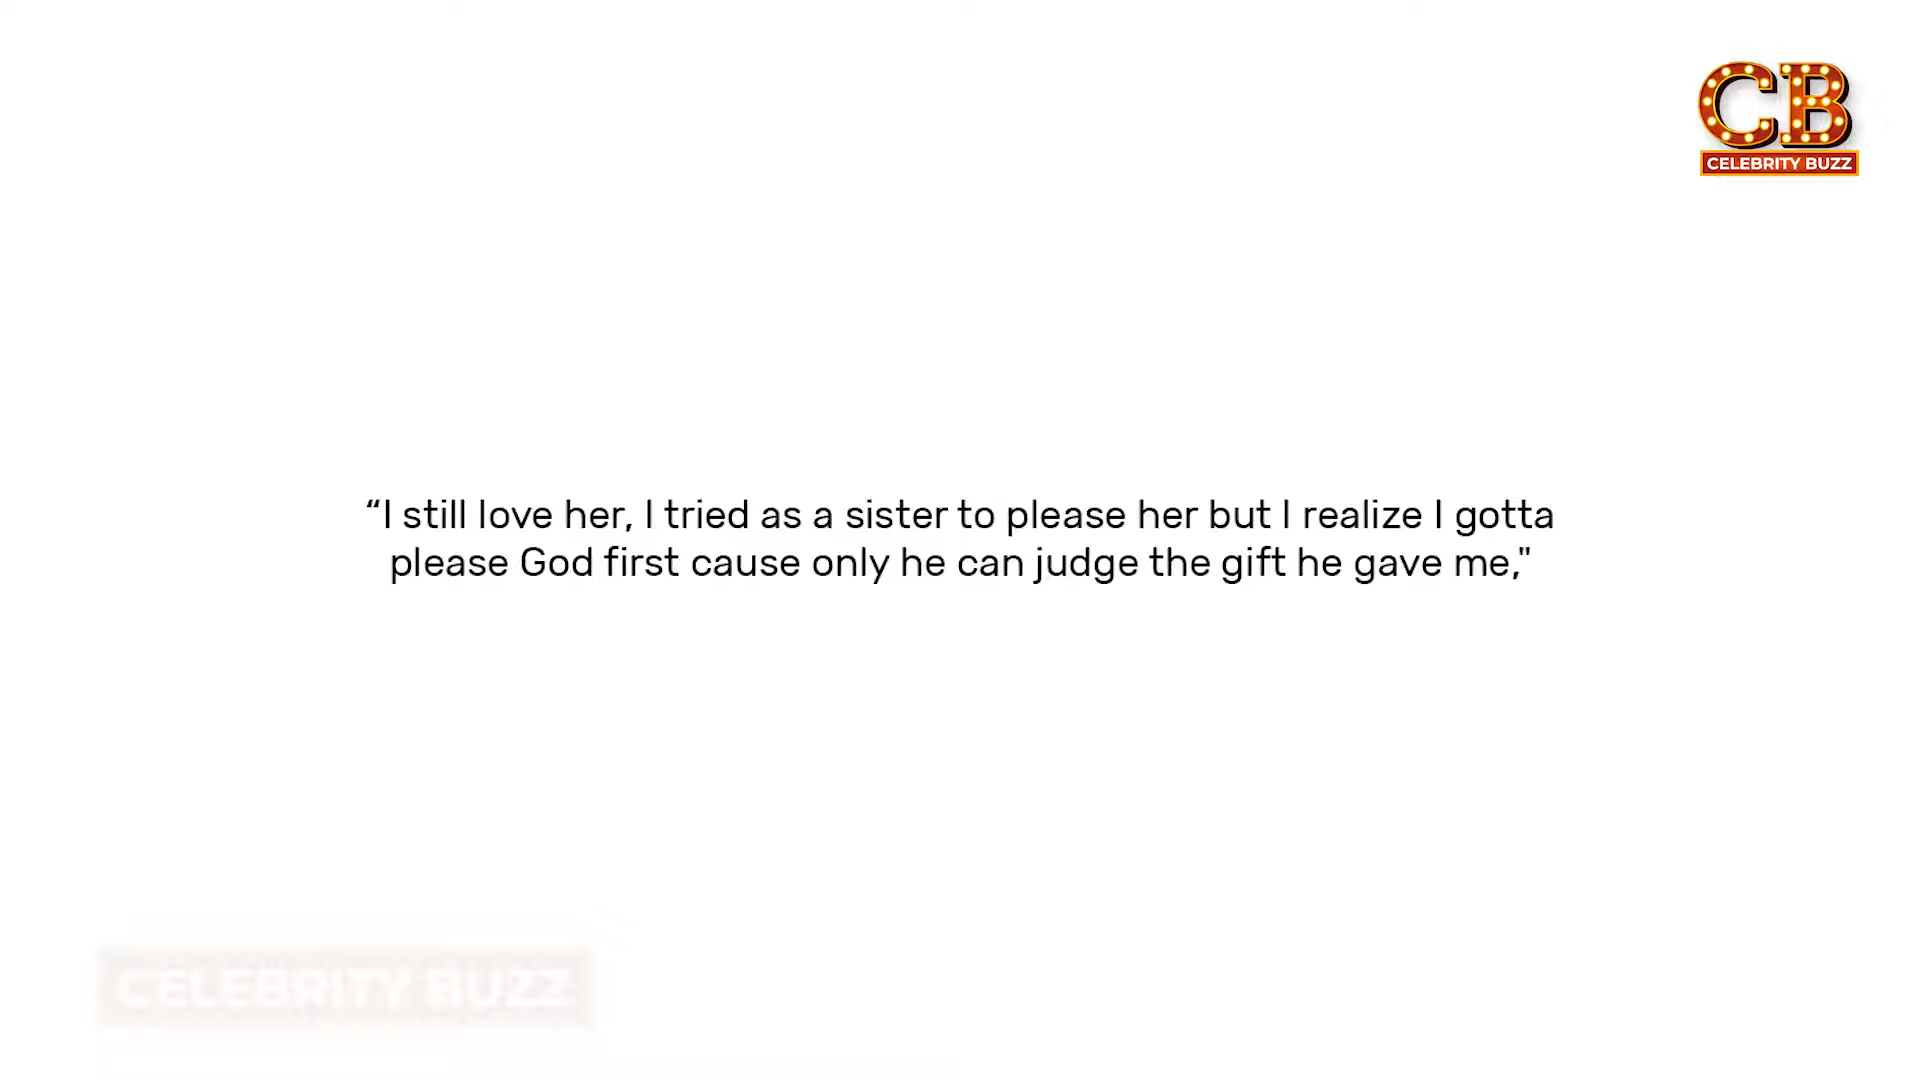 CB
CELEBRITY BUZZ
“I still love her, I tried as a sister to please her but I realize I gotta
please God first cause only he can judge the gift he gave me,"
CELEBRITY BUZZ